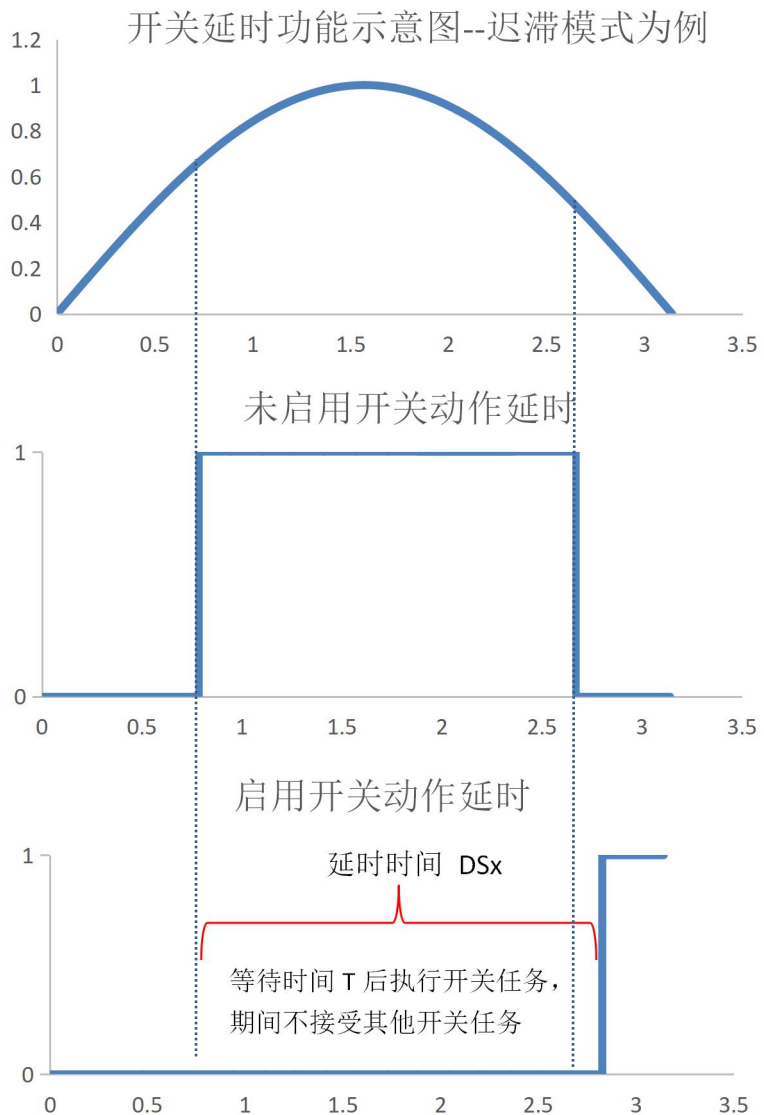 开关延时功能示意图--迟滞模式为例
1.2
1
0.8
0.6
0.4
0.2
0
0 0.5 1 1.5 2 2.5 3 3.5
未启用开关动作延时
1
0
0 0.5 1 1.5 2 2.5 3 3.5
启用开关动作延时
1
延时时间 DSx
等待时间 T 后执行开关任务，
期间不接受其他开关任务
0
0 0.5 1 1.5 2 2.5 3 3.5